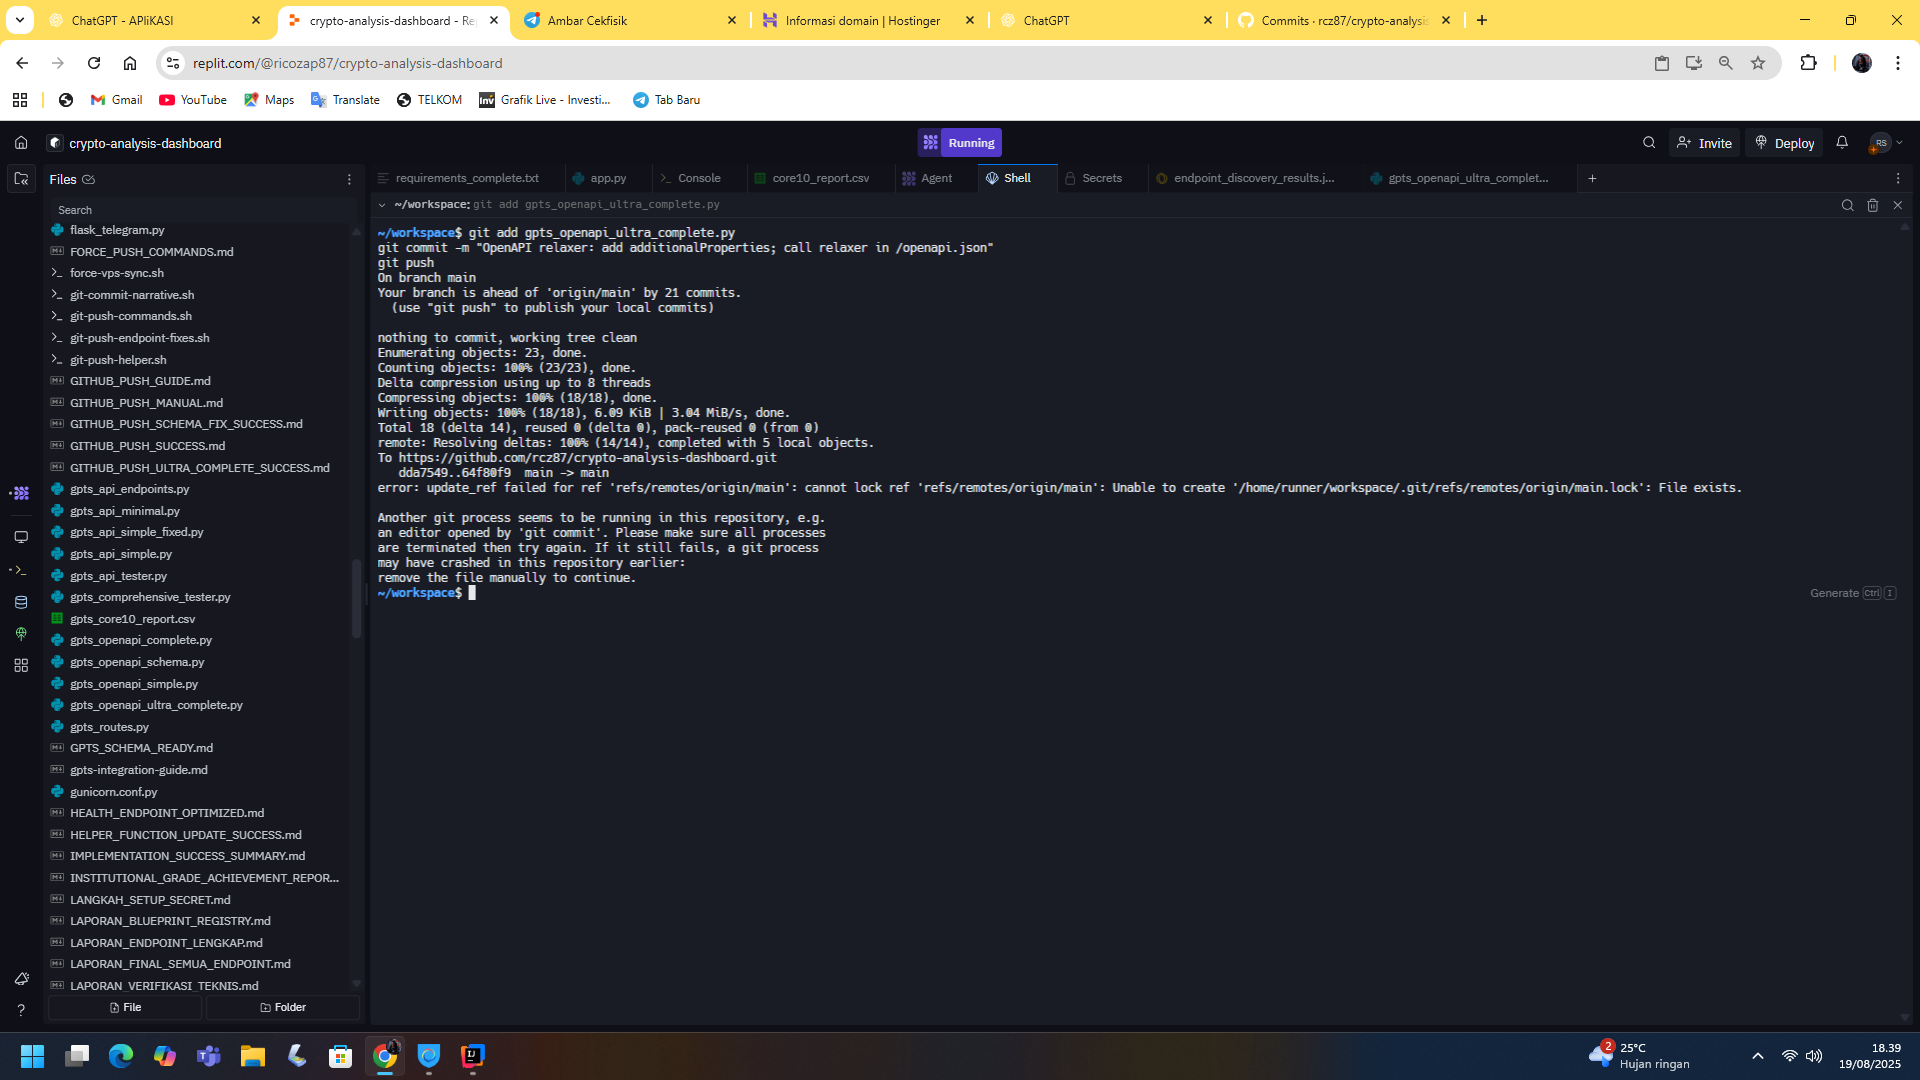 ChatGPT - APliKASI
crypto-analysis-dashboard - Re
Ambar Cekfisik
Informasi domain | Hostinger
ChatGPT
Commits · rcz87/crypto-analysis
replit.com/@ricozap87/crypto-analysis-dashboard
Gmail
YouTube
Maps
Translate
TELKOM
Inv
Grafik Live - Investi...
Tab Baru
crypto-analysis-dashboard
Running
Invite
Deploy
RS
Files
requirements_complete.txt
app.py
Console
core10_report.csv
Agent
Shell
Secrets
endpoint_discovery_results.j...
gpts_openapi_ultra_complet...
Search
~/workspace: git add gpts_openapi_ultra_complete.py
flask_telegram.py
FORCE_PUSH_COMMANDS.md
force-vps-sync.sh
git-commit-narrative.sh
git-push-commands.sh
git-push-endpoint-fixes.sh
git-push-helper.sh
GITHUB_PUSH_GUIDE.md
GITHUB_PUSH_MANUAL.md
GITHUB_PUSH_SCHEMA_FIX_SUCCESS.md
GITHUB_PUSH_SUCCESS.md
GITHUB_PUSH_ULTRA_COMPLETE_SUCCESS.md
gpts_api_endpoints.py
gpts_api_minimal.py
gpts_api_simple_fixed.py
gpts_api_simple.py
gpts_api_tester.py
gpts_comprehensive_tester.py
gpts_core10_report.csv
gpts_openapi_complete.py
gpts_openapi_schema.py
gpts_openapi_simple.py
gpts_openapi_ultra_complete.py
gpts_routes.py
GPTS_SCHEMA_READY.md
gpts-integration-guide.md
gunicorn.conf.py
HEALTH_ENDPOINT_OPTIMIZED.md
HELPER_FUNCTION_UPDATE_SUCCESS.md
IMPLEMENTATION_SUCCESS_SUMMARY.md
INSTITUTIONAL_GRADE_ACHIEVEMENT_REPOR...
LANGKAH_SETUP_SECRET.md
LAPORAN_BLUEPRINT_REGISTRY.md
LAPORAN_ENDPOINT_LENGKAP.md
LAPORAN_FINAL_SEMUA_ENDPOINT.md
LAPORAN_VERIFIKASI_TEKNIS.md
File
Folder
~/workspace$ git add gpts_openapi_ultra_complete.py
git commit -m "OpenAPI relaxer: add additionalProperties; call relaxer in /openapi.json"
git push
On branch main
Your branch is ahead of 'origin/main' by 21 commits.
(use "git push" to publish your local commits)
nothing to commit, working tree clean
Enumerating objects: 23, done.
Counting objects: 100% (23/23), done.
Delta compression using up to 8 threads
Compressing objects: 100% (18/18), done.
Writing objects: 100% (18/18), 6.09 KiB | 3.04 MiB/s, done.
Total 18 (delta 14), reused 0 (delta 0), pack-reused 0 (from 0)
remote: Resolving deltas: 100% (14/14), completed with 5 local objects.
To https://github.com/rcz87/crypto-analysis-dashboard.git
dda7549..64f80f9  main -> main
error: update_ref failed for ref 'refs/remotes/origin/main': cannot lock ref 'refs/remotes/origin/main': Unable to create '/home/runner/workspace/.git/refs/remotes/origin/main.lock': File exists.
Another git process seems to be running in this repository, e.g.
an editor opened by 'git commit'. Please make sure all processes
are terminated then try again. If it still fails, a git process
may have crashed in this repository earlier:
remove the file manually to continue.
~/workspace$
Generate Ctrl I
2
25°C
Hujan ringan
18.39
19/08/2025